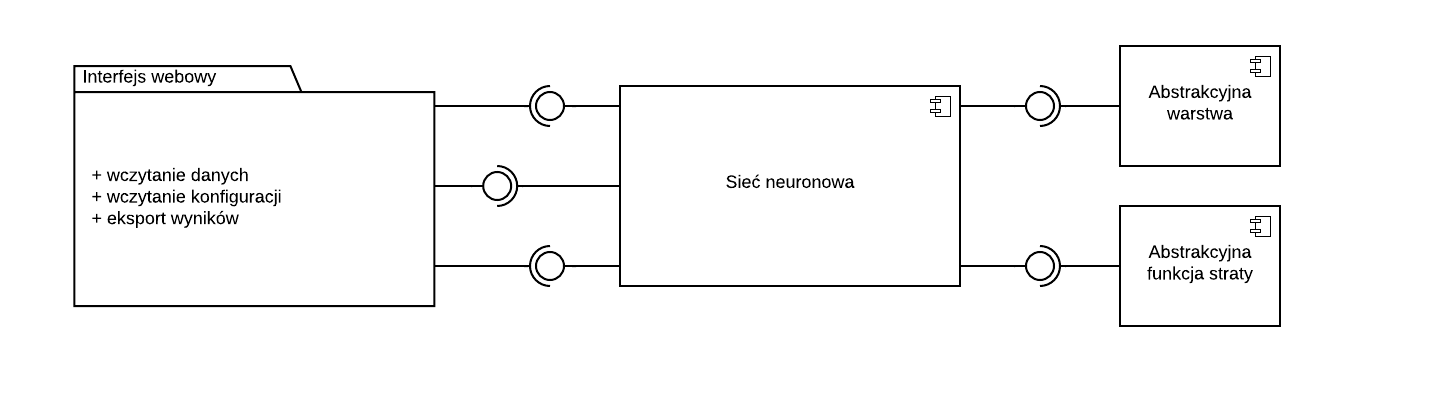 Interfejs webowy
+ wczytanie danych
+ wczytanie konfiguracji
+ eksport wyników
Sieć neuronowa
Abstrakcyjna
warstwa
Abstrakcyjna
funkcja straty